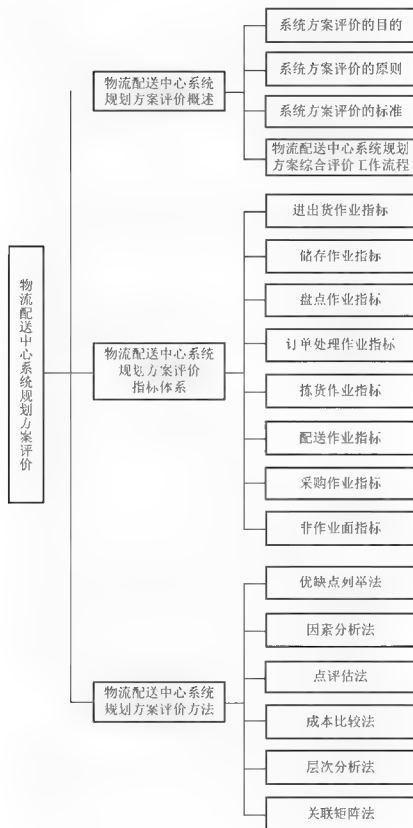 物流配送中心系统规划方案评价
物流配送中心系统
规划方案评价概述
系统方案评价的目的
系统方案评价的原则
系统方案评价的标准
物流配送中心系统规划
方案综合评价工作流程
物流配送中心系统
规划方案评价
指标体系
进出货作业指标
储存作业指标
盘点作业指标
订单处理作业指标
拣货作业指标
配送作业指标
采购作业指标
非作业面指标
物流配送中心系统
规划方案评价方法
优缺点列举法
因素分析法
点评估法
成本比较法
层次分析法
关联矩阵法